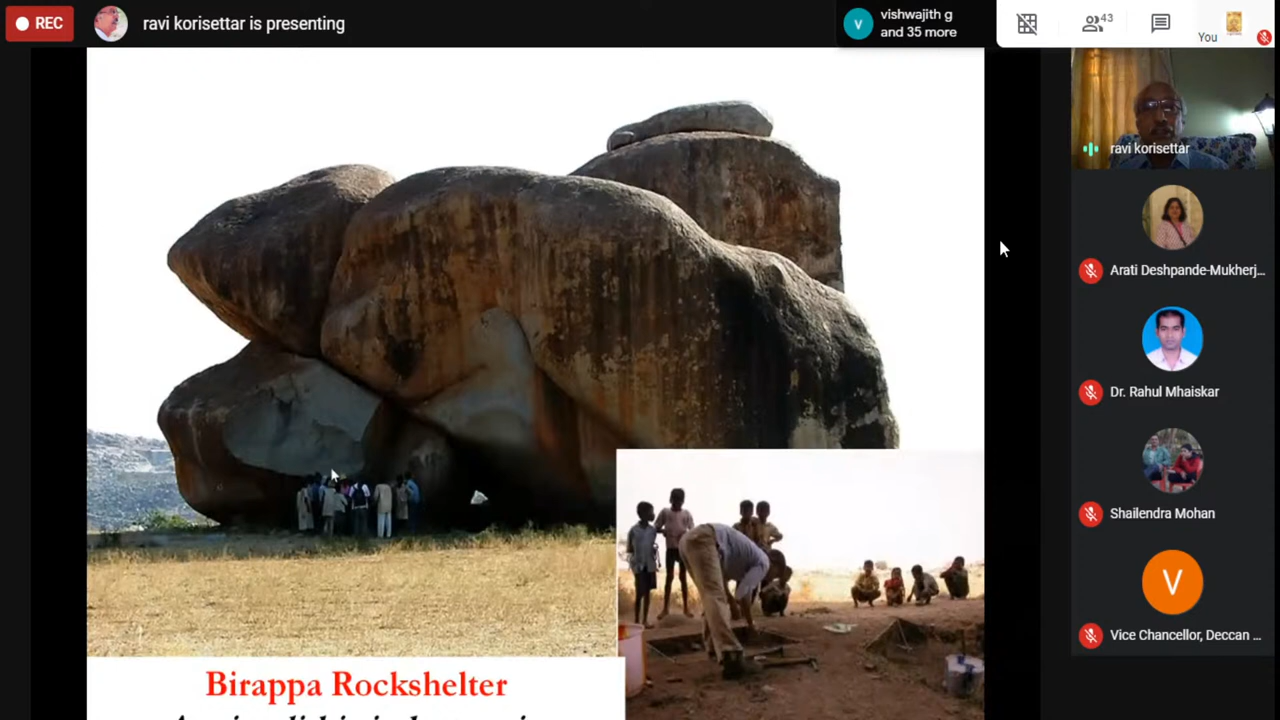 REC
ravi korisettar is presenting
V
vishwajith g
and 35 more
43
You
ravi korisettar
Arati Deshpande-Mukherj...
Dr. Rahul Mhaiskar
Shailendra Mohan
V
Vice Chancellor, Deccan ...
Birappa Rockshelter